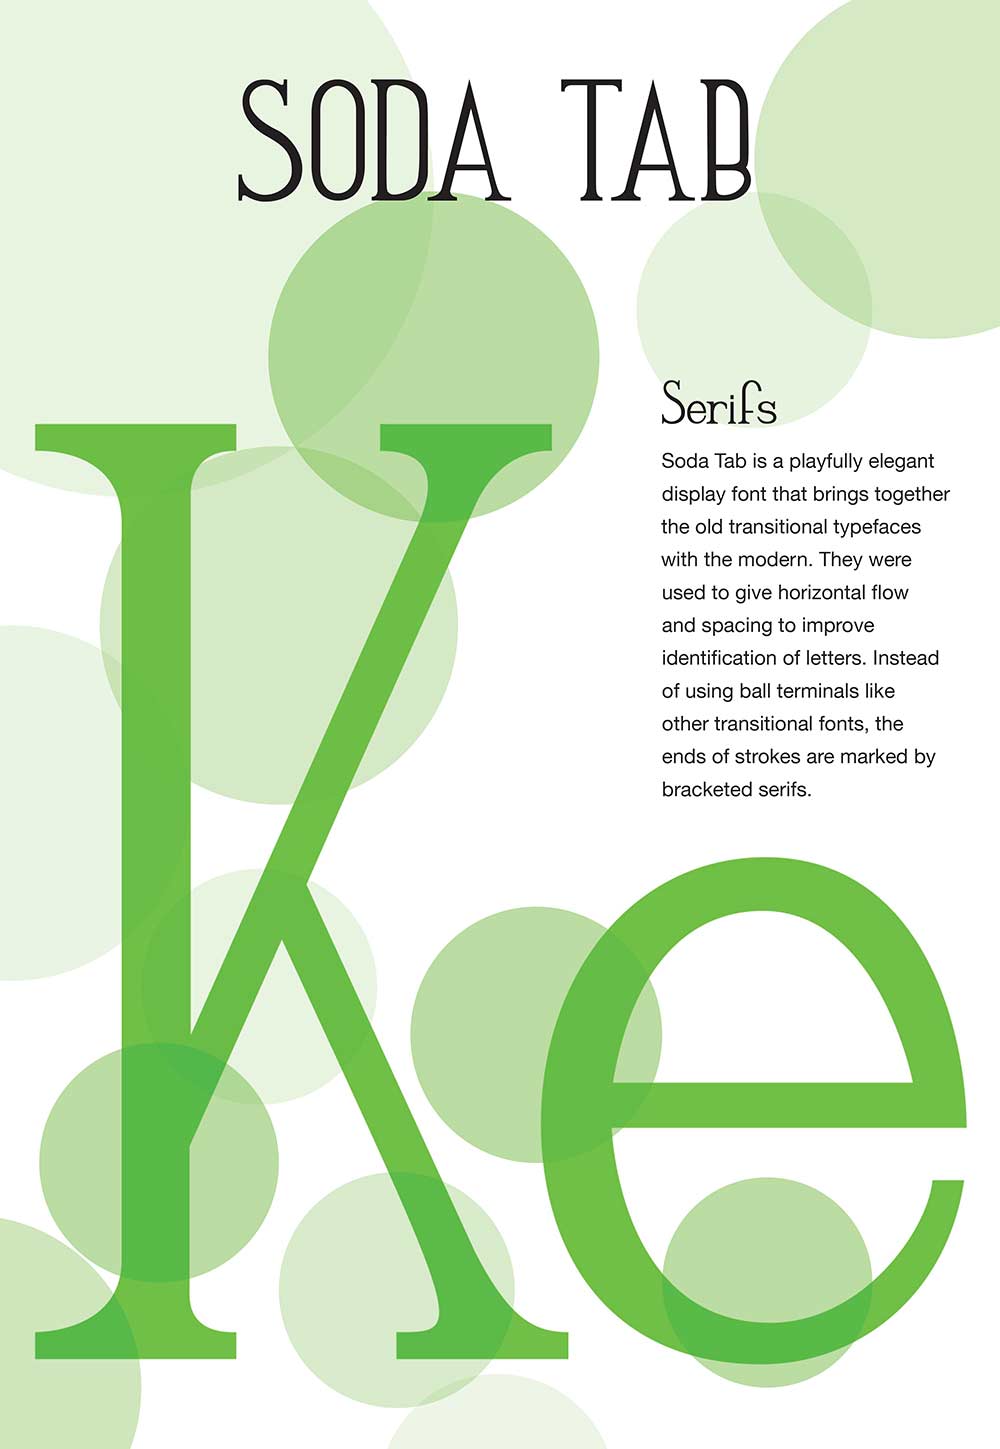 SODA TAB
Serifs
Soda Tab is a playfully elegant
display font that brings together
the old transitional typefaces
with the modern. They were
used to give horizontal flow
and spacing to improve
identification of letters. Instead
of using ball terminals like
other transitional fonts, the
ends of strokes are marked by
bracketed serifs.
Ke